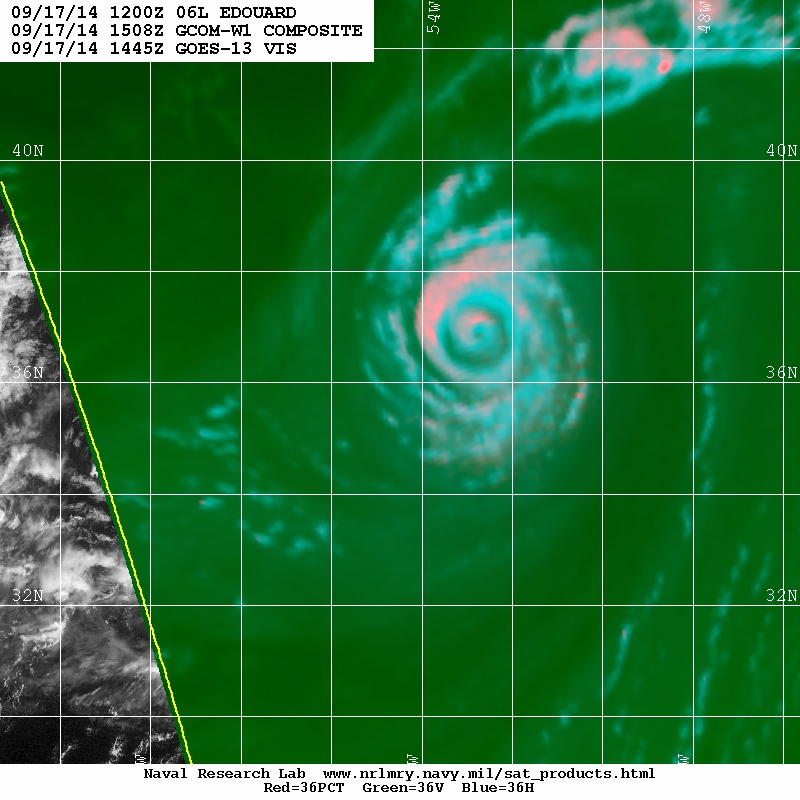 09/17/14 1200Z 06L EDOUARD
09/17/14 1508Z GCOM-W1 COMPOSITE
09/17/14 1445Z GOES-13 VIS
54W
48W
40N
40N
36N
36N
32N
32N
W
W
W
Naval Research Lab www.nrlmry.navy.mil/sat_products.html
Red=36PCT Green=36V Blue=36H